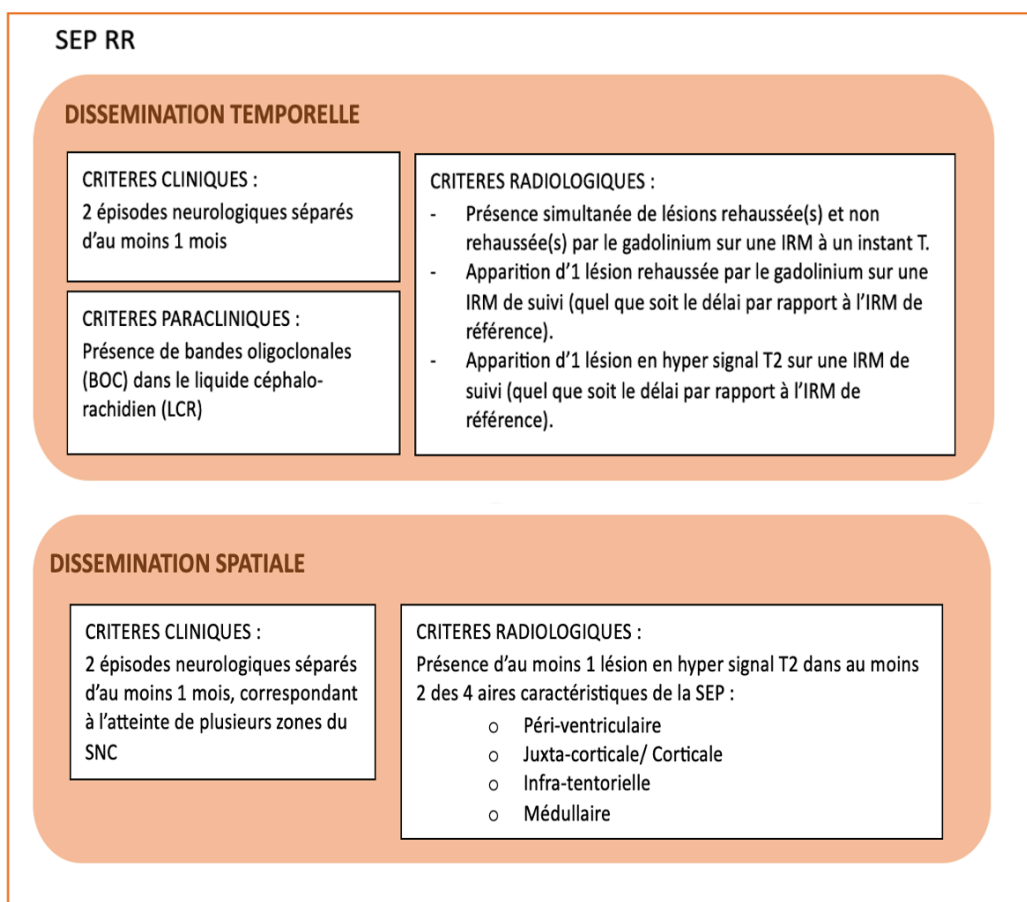 SEP RR
DISSEMINATION TEMPORELLE
CRITERES CLINIQUES :
2 épisodes neurologiques séparés
d'au moins 1 mois
CRITERES PARACLINIQUES :
Présence de bandes oligoclonales
(BOC) dans le liquide céphalo-
rachidien (LCR)
CRITERES RADIOLOGIQUES :
- Présence simultanée de lésions rehaussée(s) et non
rehaussée(s) par le gadolinium sur une IRM à un instant T.
- Apparition d'1 lésion rehaussée par le gadolinium sur une
IRM de suivi (quel que soit le délai par rapport à l'IRM de
référence).
- Apparition d'1 lésion en hyper signal T2 sur une IRM de
suivi (quel que soit le délai par rapport à l'IRM de
référence).
DISSEMINATION SPATIALE
CRITERES CLINIQUES :
2 épisodes neurologiques séparés
d'au moins 1 mois, correspondant
à l'atteinte de plusieurs zones du
SNC
CRITERES RADIOLOGIQUES :
Présence d'au moins 1 lésion en hyper signal T2 dans au moins
2 des 4 aires caractéristiques de la SEP :
o Péri-ventriculaire
o Juxta-corticale/ Corticale
o Infra-tentorielle
o Médullaire